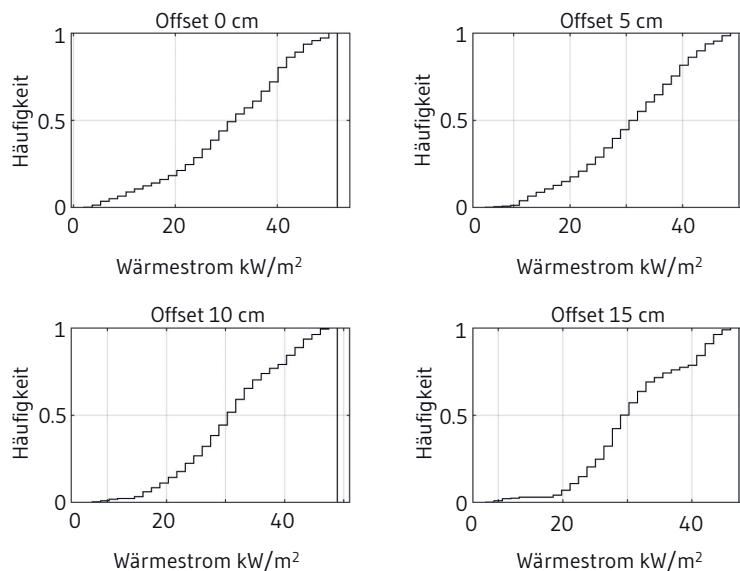 Offset 0 cm
1
0.5
0
0 20 40
Häufigkeit
Wärmestrom kW/m²
Offset 5 cm
1
0.5
0
0 20 40
Häufigkeit
Wärmestrom kW/m²
Offset 10 cm
1
0.5
0
0 20 40
Häufigkeit
Wärmestrom kW/m²
Offset 15 cm
1
0.5
0
0 20 40
Häufigkeit
Wärmestrom kW/m²